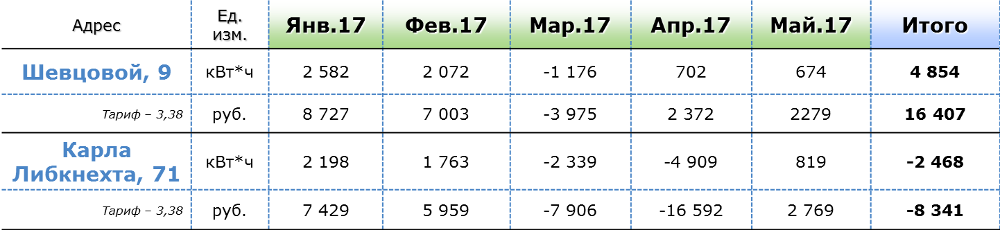 Адрес Ед. изм. Янв.17 Фев.17 Мар.17 Апр.17 Май.17 Итого
Шевцовой, 9 кВт*ч 2 582 2 072 -1 176 702 674 4 854
Тариф – 3,38 руб. 8 727 7 003 -3 975 2 372 2279 16 407
Карла
Либкнехта, 71 кВт*ч 2 198 1 763 -2 339 -4 909 819 -2 468
Тариф – 3,38 руб. 7 429 5 959 -7 906 -16 592 2 769 -8 341